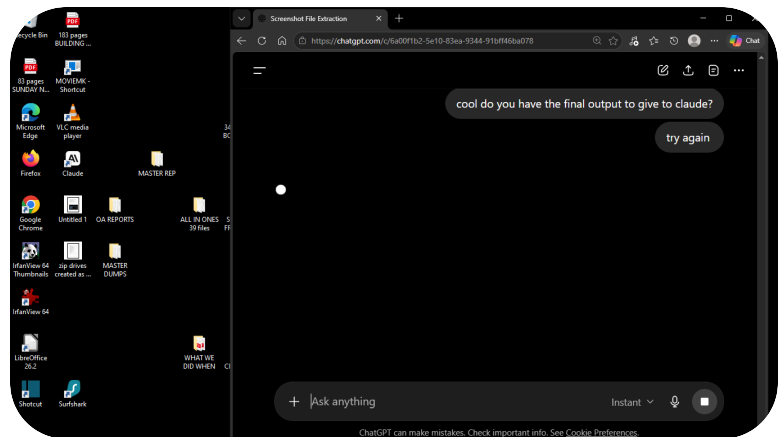 Recycle Bin
183 pages
BUILDING ...
83 pages
SUNDAY N...
MOVIEMK -
Shortcut
Microsoft
Edge
VLC media
player
Firefox
Claude
MASTER REP
Google
Chrome
Untitled 1
OA REPORTS
ALL IN ONES
39 files
IrfanView 64
Thumbnails
zip drives
created as ...
MASTER
DUMPS
IrfanView 64
LibreOffice
26.2
WHAT WE
DID WHEN
Shotcut
Surfshark
34
BO
S
FF
CI
Screenshot File Extraction
https://chatgpt.com/c/6a00f1b2-5e10-83ea-9344-91bff46ba078
Chat
cool do you have the final output to give to claude?
try again
Ask anything
Instant
ChatGPT can make mistakes. Check important info. See Cookie Preferences.